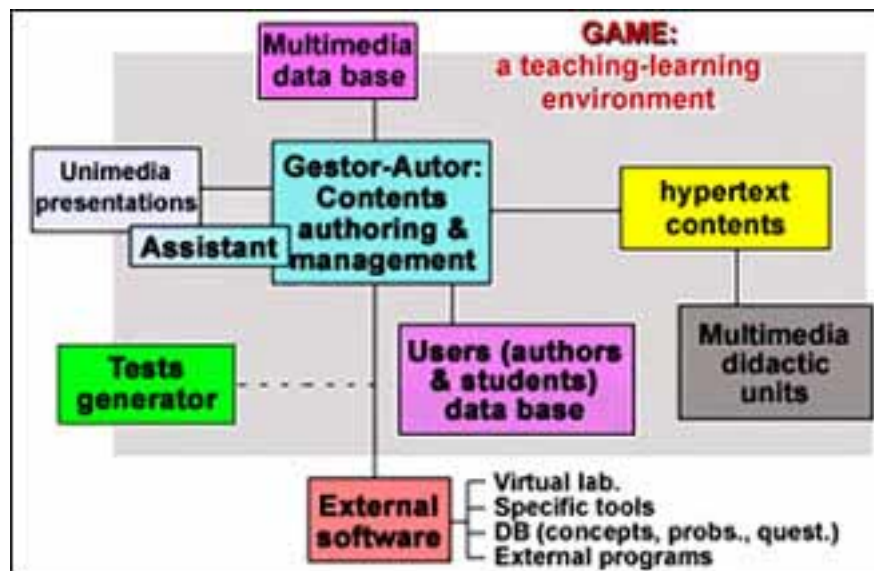 GAME:
a teaching-learning
environment
Multimedia
data base
Unimedia
presentations
Assistant
Gestor-Autor:
Contents
authoring &
management
hypertext
contents
Multimedia
didactic
units
Users (authors
& students)
data base
Tests
generator
External
software
Virtual lab.
Specific tools
DB (concepts, probs., quest.)
External programs